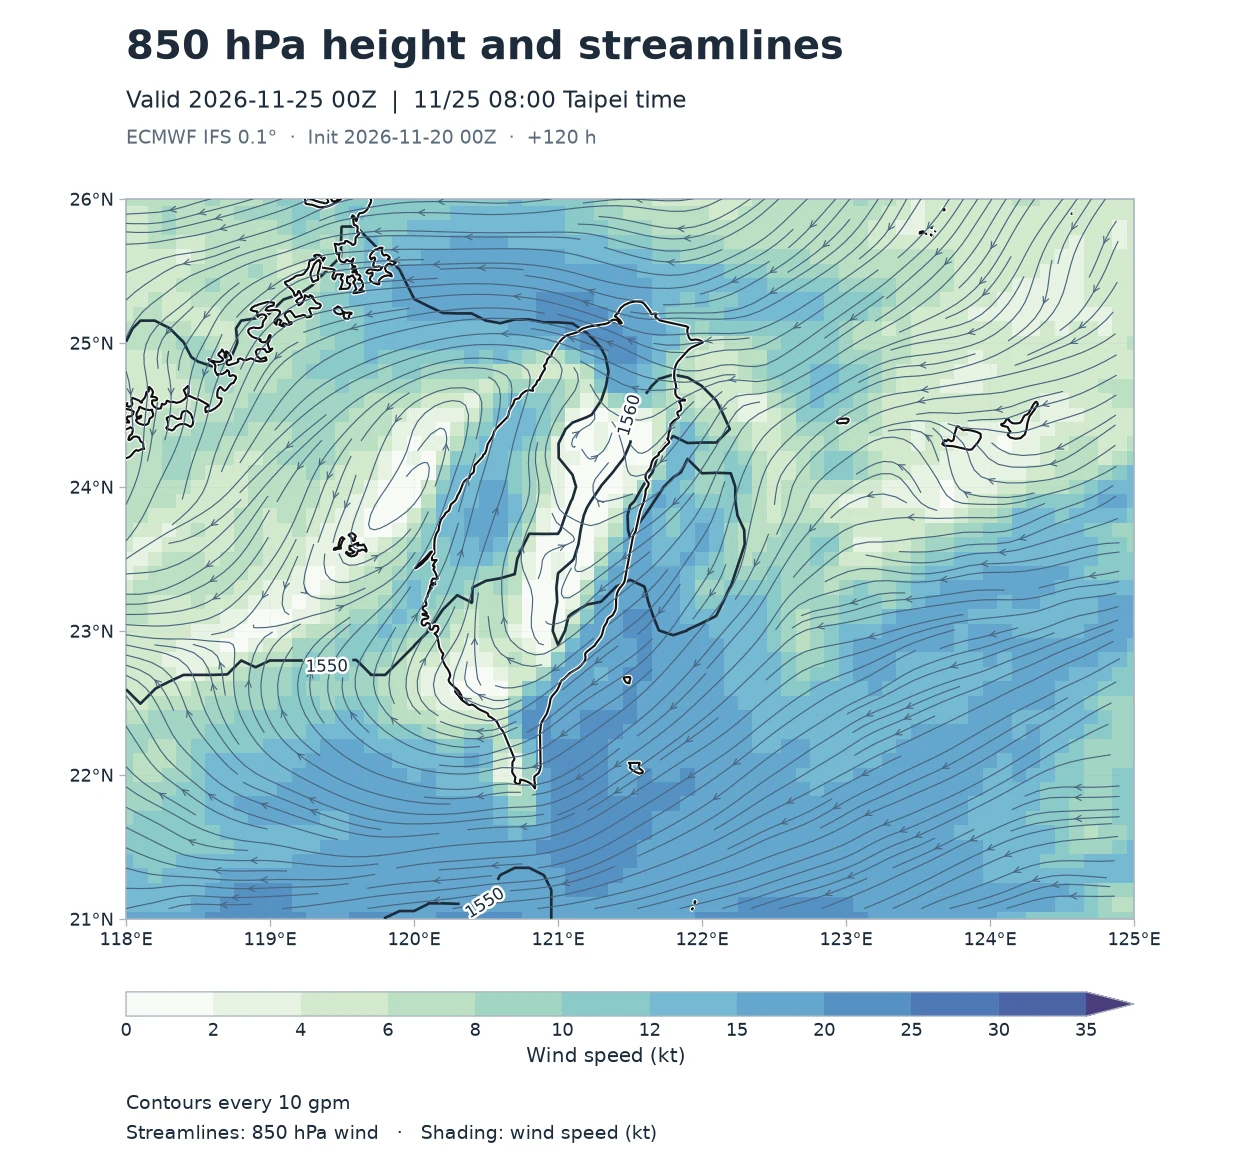 850 hPa height and streamlines
Valid 2026-11-25 00Z | 11/25 08:00 Taipei time
ECMWF IFS 0.1° · Init 2026-11-20 00Z · +120 h
26°N
25°N
24°N
23°N
22°N
21°N
1560
1550
1550
118°E 119°E 120°E 121°E 122°E 123°E 124°E 125°E
0 2 4 6 8 10 12 15 20 25 30 35
Wind speed (kt)
Contours every 10 gpm
Streamlines: 850 hPa wind · Shading: wind speed (kt)